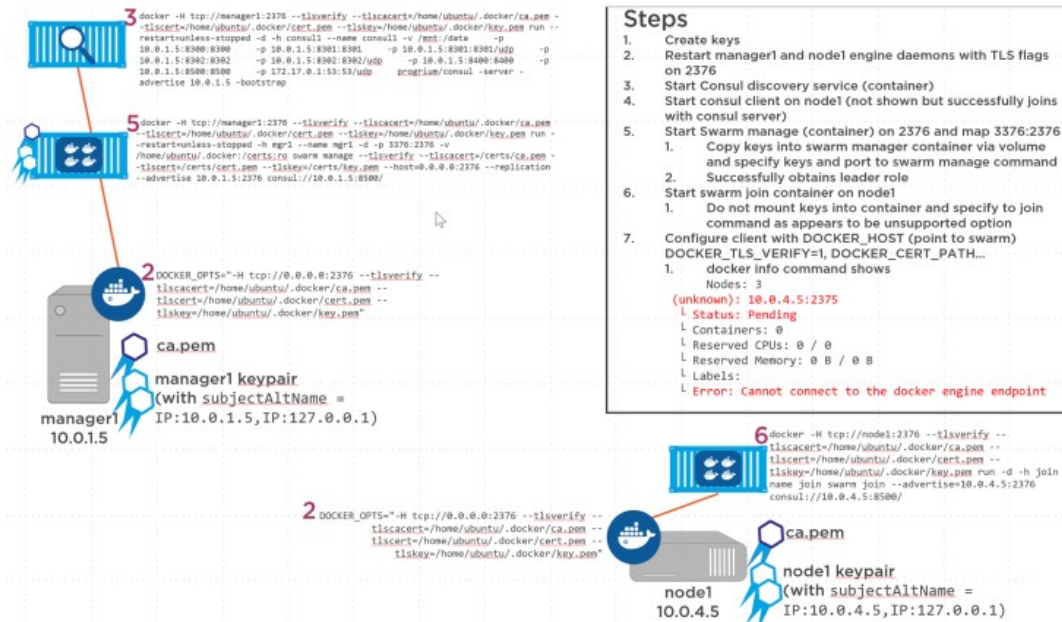 3 docker -H tcp://manager1:2376 --tlsverify --tlscacert=/home/ubuntu/.docker/ca.pem -
-tlscert=/home/ubuntu/.docker/cert.pem --tlskey=/home/ubuntu/.docker/key.pem run --
restart=unless-stopped -d -h consul1 --name consul1 -v /mnt:/data -p
10.0.1.5:8300:8300 -p 10.0.1.5:8301:8301 -p 10.0.1.5:8301:8301/udp -p
10.0.1.5:8302:8302 -p 10.0.1.5:8302:8302/udp -p 10.0.1.5:8400:8400 -p
10.0.1.5:8500:8500 -p 172.17.0.1:53:53/udp progrium/consul -server -
advertise 10.0.1.5 -bootstrap
5 docker -H tcp://manager1:2376 --tlsverify --tlscacert=/home/ubuntu/.docker/ca.pem
--tlscert=/home/ubuntu/.docker/cert.pem --tlskey=/home/ubuntu/.docker/key.pem run -
-restart=unless-stopped -h mgr1 --name mgr1 -d -p 3376:2376 -v
/home/ubuntu/.docker:/certs:ro swarm manage --tlsverify --tlscacert=/certs/ca.pem -
-tlscert=/certs/cert.pem --tlskey=/certs/key.pem --host=0.0.0.0:2376 --replication
--advertise 10.0.1.5:2376 consul://10.0.1.5:8500/
2 DOCKER_OPTS="-H tcp://0.0.0.0:2376 --tlsverify --
tlscacert=/home/ubuntu/.docker/ca.pem --
tlscert=/home/ubuntu/.docker/cert.pem --
tlskey=/home/ubuntu/.docker/key.pem"
ca.pem
manager1 keypair
(with subjectAltName =
IP:10.0.1.5,IP:127.0.0.1)
manager1
10.0.1.5
Steps
1. Create keys
2. Restart manager1 and node1 engine daemons with TLS flags
on 2376
3. Start Consul discovery service (container)
4. Start consul client on node1 (not shown but successfully joins
with consul server)
5. Start Swarm manage (container) on 2376 and map 3376:2376
1. Copy keys into swarm manager container via volume
and specify keys and port to swarm manage command
2. Successfully obtains leader role
6. Start swarm join container on node1
1. Do not mount keys into container and specify to join
command as appears to be unsupported option
7. Configure client with DOCKER_HOST (point to swarm)
DOCKER_TLS_VERIFY=1, DOCKER_CERT_PATH...
1. docker info command shows
Nodes: 3
(unknown): 10.0.4.5:2375
└ Status: Pending
└ Containers: 0
└ Reserved CPUs: 0 / 0
└ Reserved Memory: 0 B / 0 B
└ Labels:
└ Error: Cannot connect to the docker engine endpoint
6 docker -H tcp://node1:2376 --tlsverify --
tlscacert=/home/ubuntu/.docker/ca.pem --
tlscert=/home/ubuntu/.docker/cert.pem --
tlskey=/home/ubuntu/.docker/key.pem run -d -h join
name join swarm join --advertise=10.0.4.5:2376
consul://10.0.4.5:8500/
2 DOCKER_OPTS="-H tcp://0.0.0.0:2376 --tlsverify --
tlscacert=/home/ubuntu/.docker/ca.pem --
tlscert=/home/ubuntu/.docker/cert.pem --
tlskey=/home/ubuntu/.docker/key.pem"
ca.pem
node1 keypair
(with subjectAltName =
IP:10.0.4.5,IP:127.0.0.1)
node1
10.0.4.5